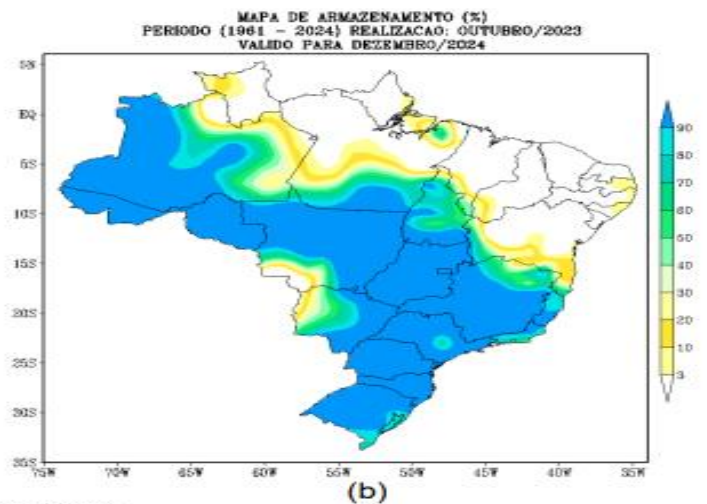 MAPA DE ARMAZENAMENTO (%)
PERIODO (1961 - 2024) REALIZACAO: OUTUBRO/2023
VALIDO PARA DEZEMBRO/2024
5N
EQ
5S
10S
15S
20S
25S
30S
35S
75W 70W 65W 60W 55W 50W 45W 40W 35W
90
80
70
60
50
40
30
20
10
3
(b)